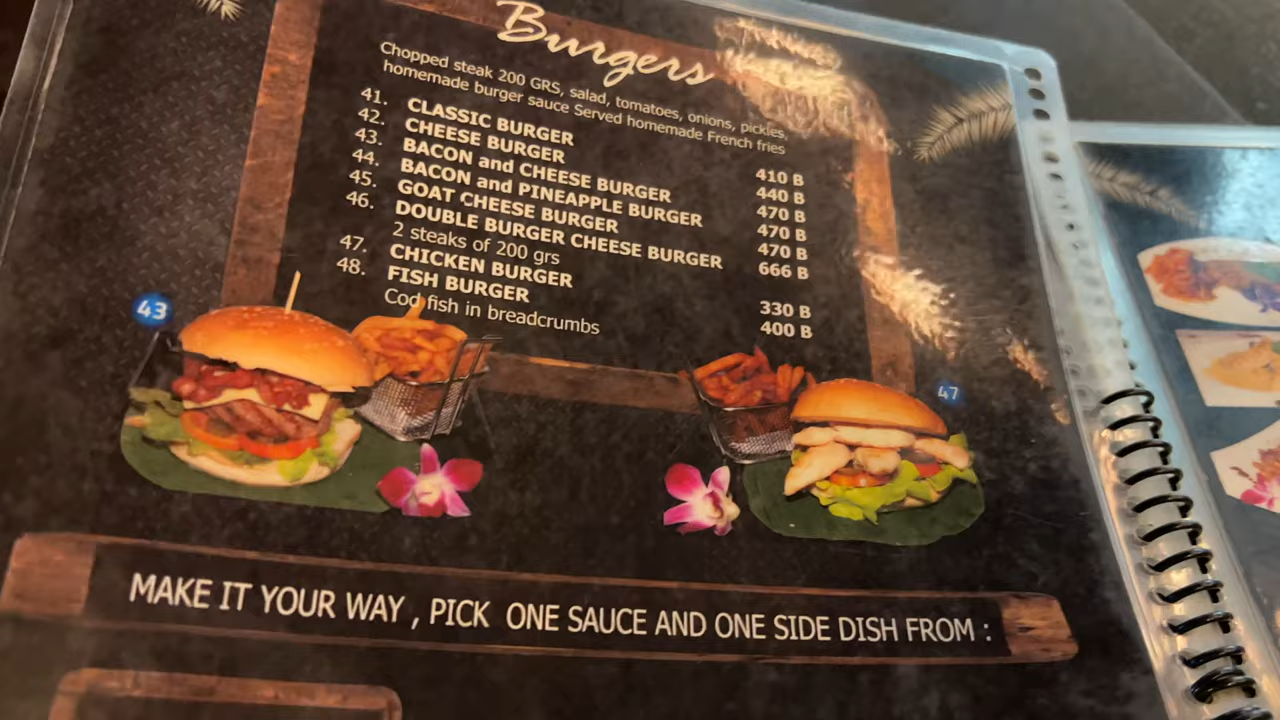 Burgers
Chopped steak 200 GRS, salad, tomatoes, onions, pickles,
homemade burger sauce Served homemade French fries
41. CLASSIC BURGER 410 B
42. CHEESE BURGER 440 B
43. BACON and CHEESE BURGER 470 B
44. BACON and PINEAPPLE BURGER 470 B
45. GOAT CHEESE BURGER 470 B
46. DOUBLE BURGER CHEESE BURGER 666 B
2 steaks of 200 grs
47. CHICKEN BURGER 330 B
48. FISH BURGER 400 B
Cod fish in breadcrumbs
43
47
MAKE IT YOUR WAY , PICK ONE SAUCE AND ONE SIDE DISH FROM :